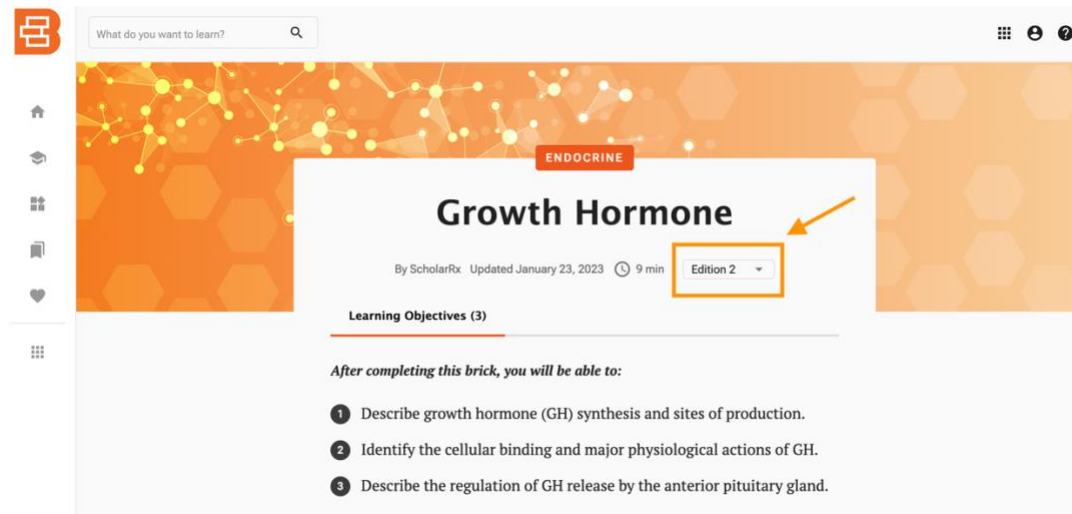 What do you want to learn?
ENDOCRINE
Growth Hormone
By ScholarRx Updated January 23, 2023 9 min Edition 2
Learning Objectives (3)
After completing this brick, you will be able to:
1 Describe growth hormone (GH) synthesis and sites of production.
2 Identify the cellular binding and major physiological actions of GH.
3 Describe the regulation of GH release by the anterior pituitary gland.